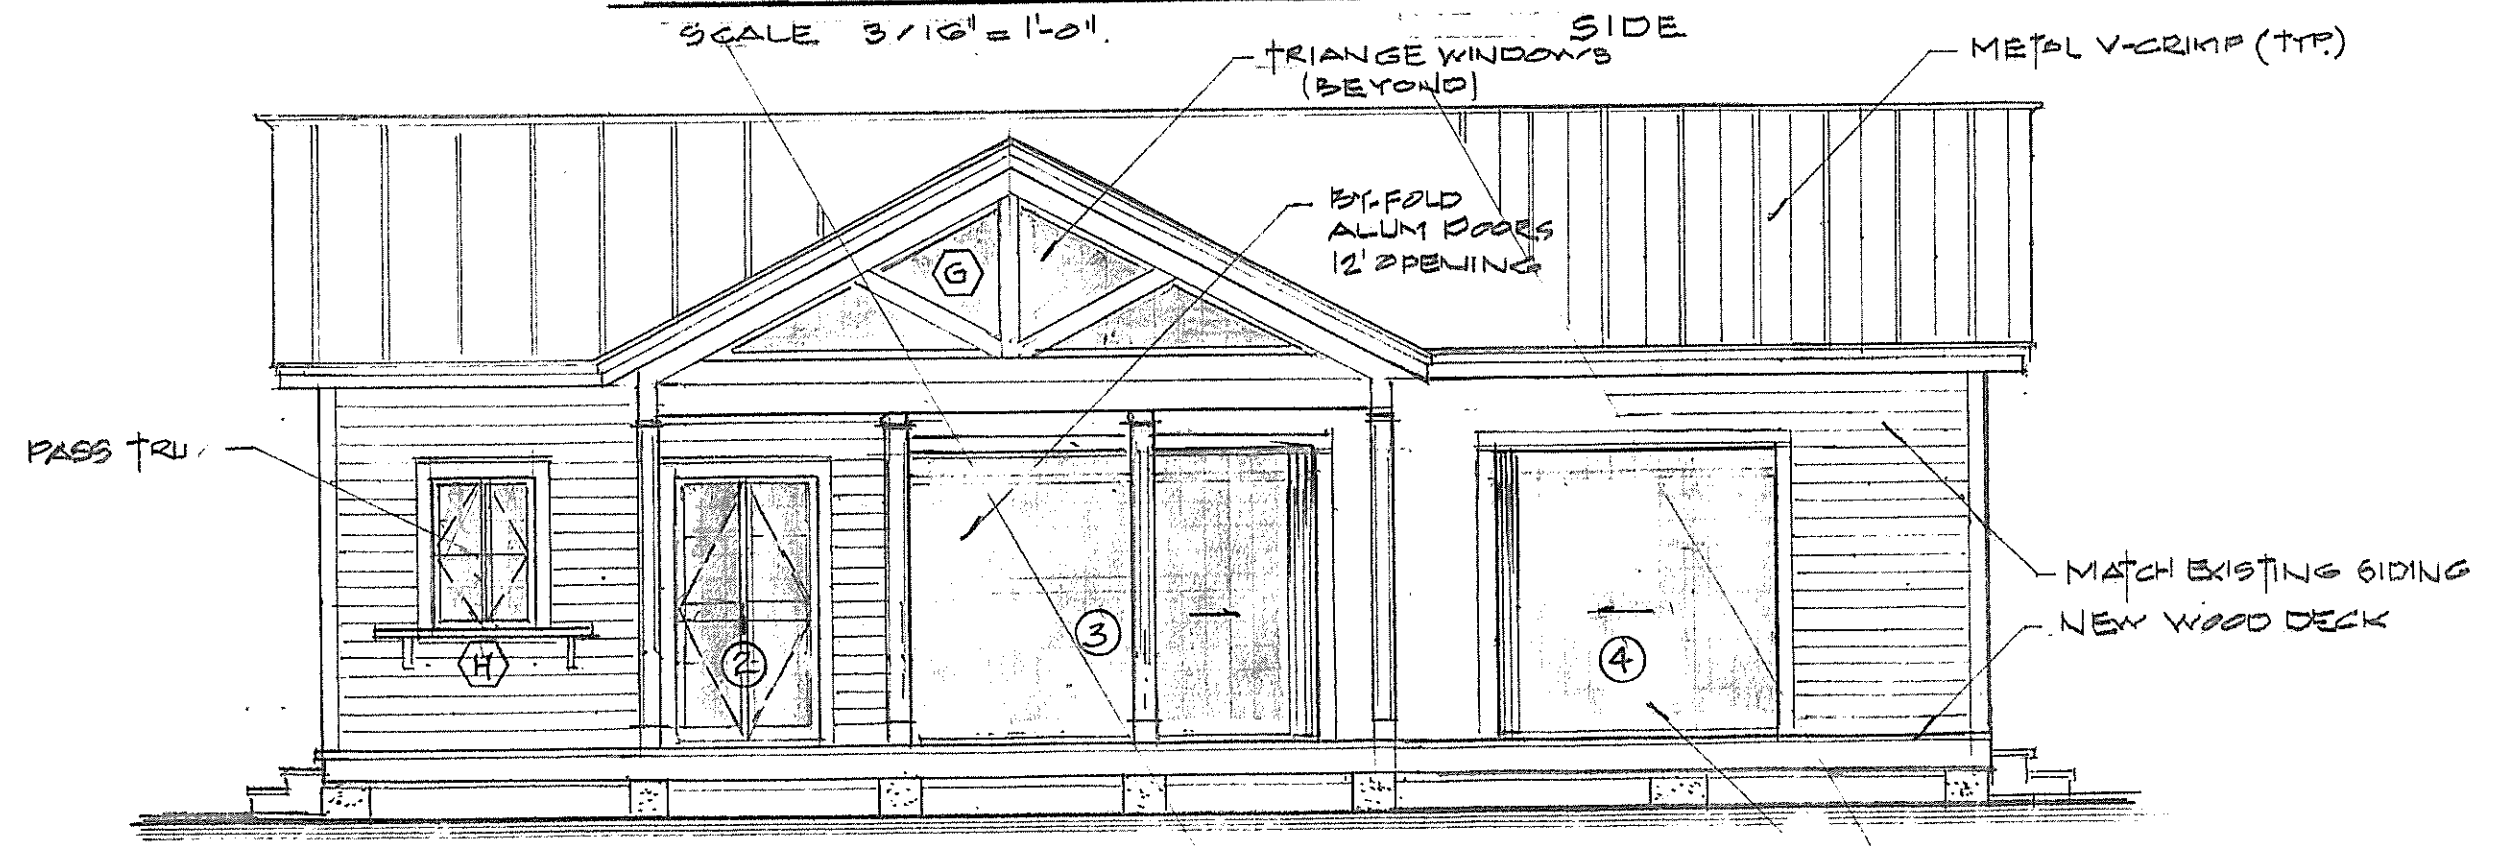 SCALE 3/16" = 1'-0".
SIDE
TRIANGE WINDOWS
(BEYOND)
METAL V-CRIMP (TYP.)
BY-FOLD
ALUM DOORS
12' OPENING
G
PASS TRU.
MATCH EXISTING SIDING
NEW WOOD DECK
H
2
3
4